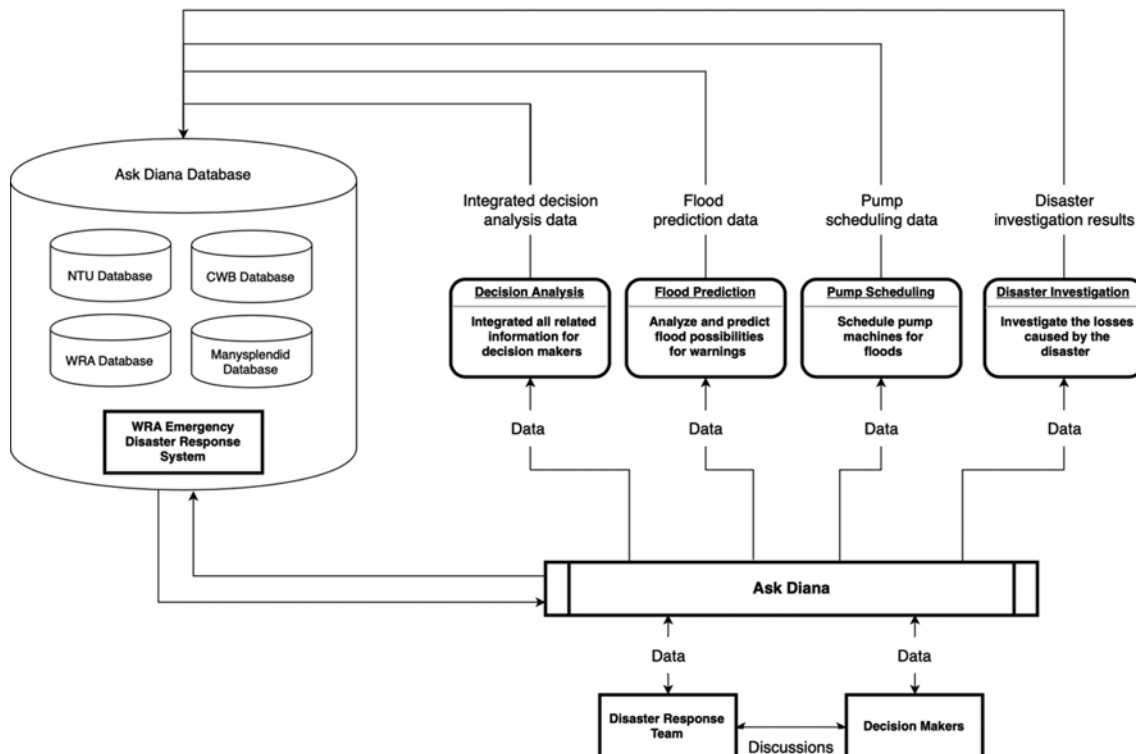 Ask Diana Database
NTU Database
CWB Database
WRA Database
Manysplendid
Database
WRA Emergency
Disaster Response
System
Integrated decision
analysis data
Flood
prediction data
Pump
scheduling data
Disaster
investigation results
Decision Analysis
Integrated all related
information for
decision makers
Flood Prediction
Analyze and predict
flood possibilities
for warnings
Pump Scheduling
Schedule pump
machines for
floods
Disaster Investigation
Investigate the losses
caused by the
disaster
Data
Data
Data
Data
Ask Diana
Data
Data
Disaster Response
Team
Decision Makers
Discussions